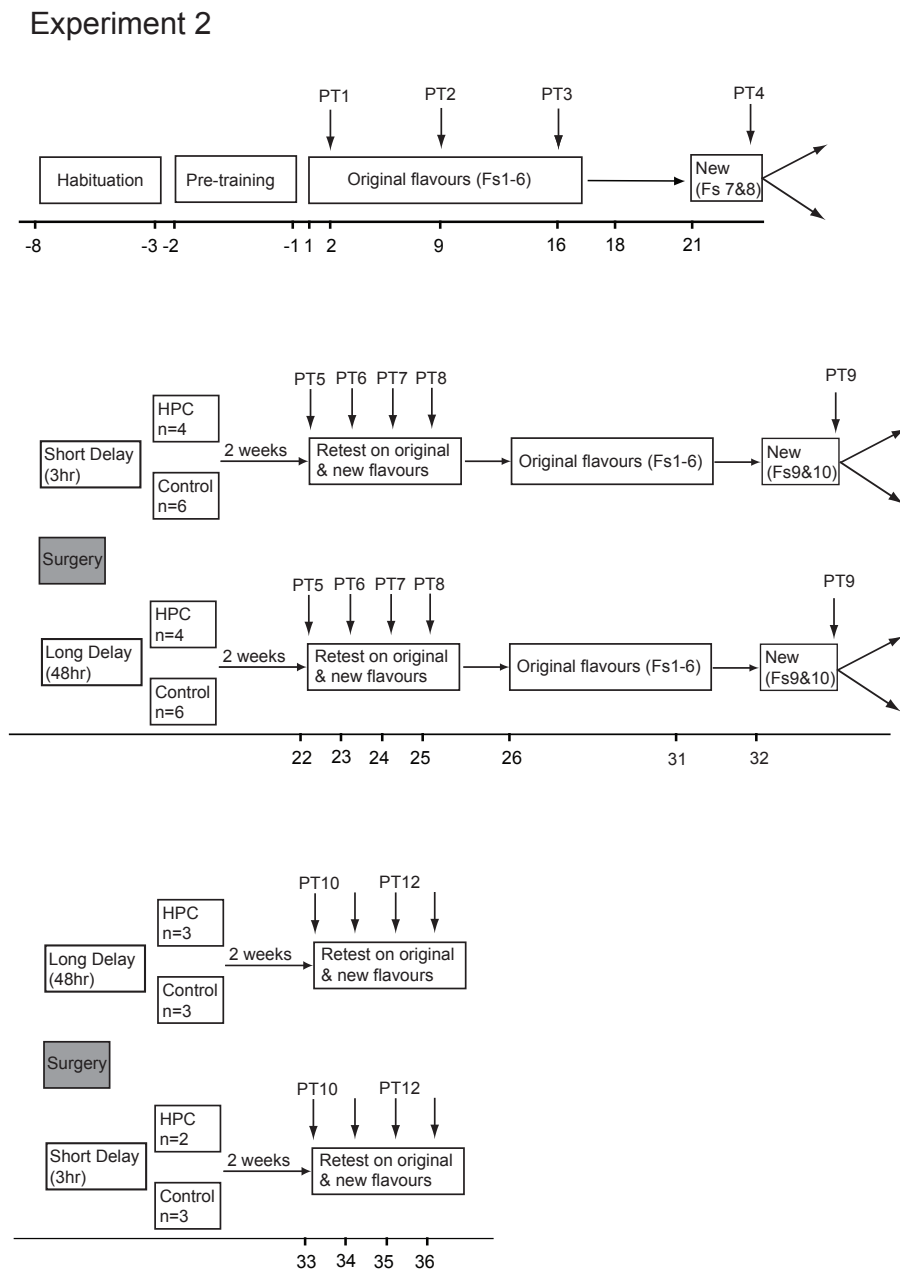 Experiment 2
PT1 PT2 PT3 PT4
Habituation
Pre-training
Original flavours (Fs1-6)
New
(Fs 7&8)
-8 -3 -2 -1 1 2 9 16 18 21
PT5 PT6 PT7 PT8
PT9
HPC
n=4
Short Delay
(3hr)
2 weeks
Retest on original
& new flavours
Original flavours (Fs1-6)
New
(Fs9&10)
Control
n=6
Surgery
PT5 PT6 PT7 PT8
PT9
HPC
n=4
Long Delay
(48hr)
2 weeks
Retest on original
& new flavours
Original flavours (Fs1-6)
New
(Fs9&10)
Control
n=6
22 23 24 25 26 31 32
PT10 PT12
HPC
n=3
Long Delay
(48hr)
2 weeks
Retest on original
& new flavours
Control
n=3
Surgery
PT10 PT12
HPC
n=2
Short Delay
(3hr)
2 weeks
Retest on original
& new flavours
Control
n=3
33 34 35 36